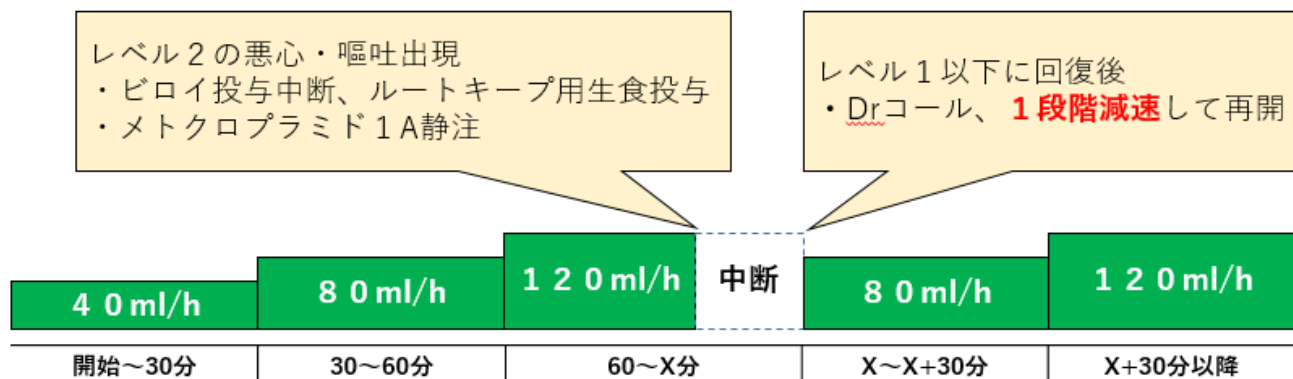 レベル２の悪心・嘔吐出現
・ビロイ投与中断、ルートキープ用生食投与
・メトクロプラミド１A静注
レベル１以下に回復後
・Drコール、１段階減速して再開
４０ml/h
８０ml/h
１２０ml/h
中断
８０ml/h
１２０ml/h
開始～30分
30～60分
60～X分
X～X+30分
X+30分以降